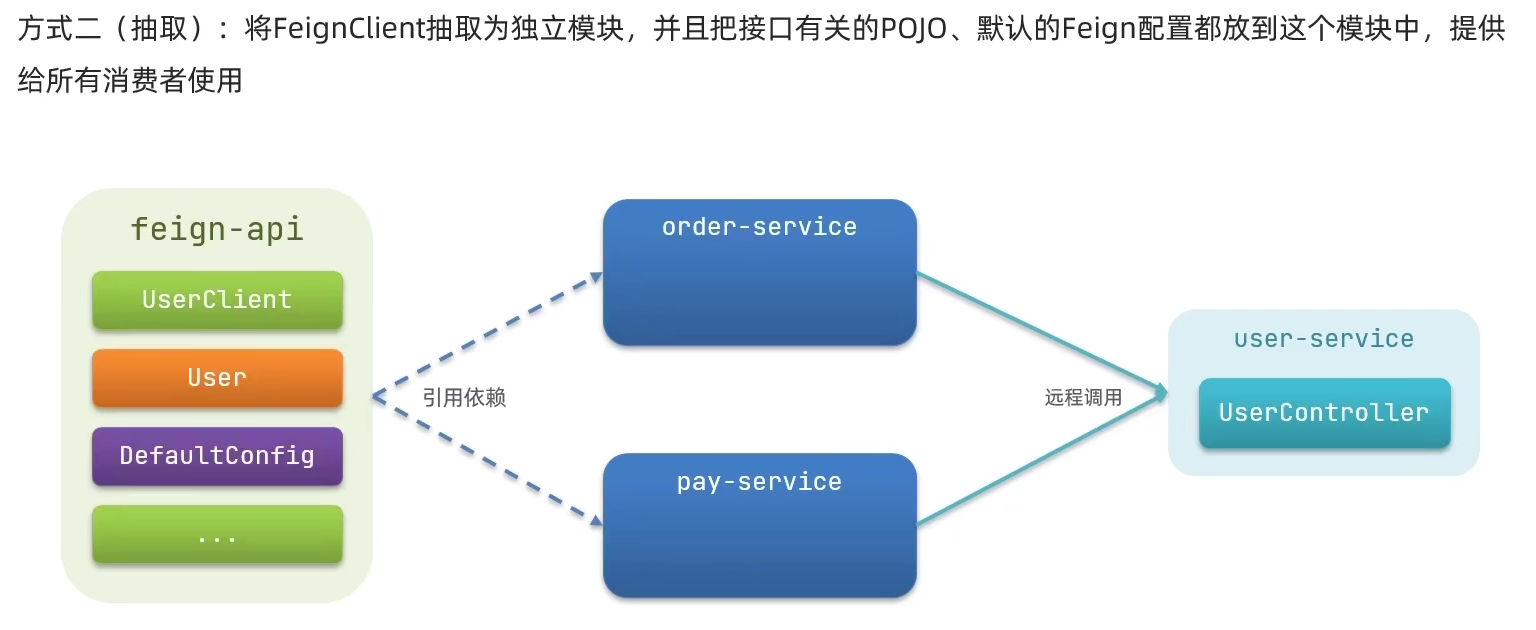 方式二（抽取）：将FeignClient抽取为独立模块，并且把接口有关的POJO、默认的Feign配置都放到这个模块中，提供
给所有消费者使用
feign-api
UserClient
User
DefaultConfig
...
引用依赖
order-service
pay-service
远程调用
user-service
UserController